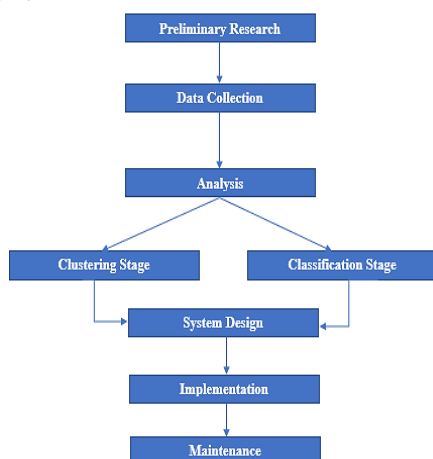 Preliminary Research
Data Collection
Analysis
Clustering Stage
Classification Stage
System Design
Implementation
Maintenance